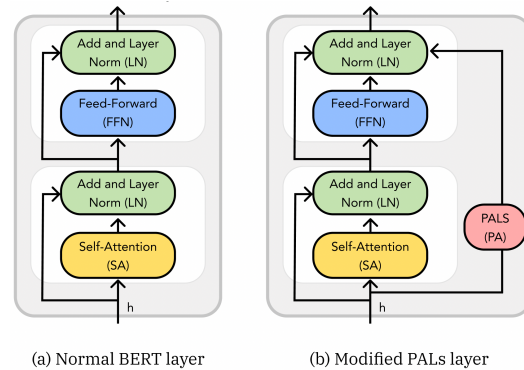 Add and Layer
Norm (LN)
Feed-Forward
(FFN)
Add and Layer
Norm (LN)
Self-Attention
(SA)
h
(a) Normal BERT layer
Add and Layer
Norm (LN)
Feed-Forward
(FFN)
Add and Layer
Norm (LN)
PALS
(PA)
Self-Attention
(SA)
h
(b) Modified PALs layer